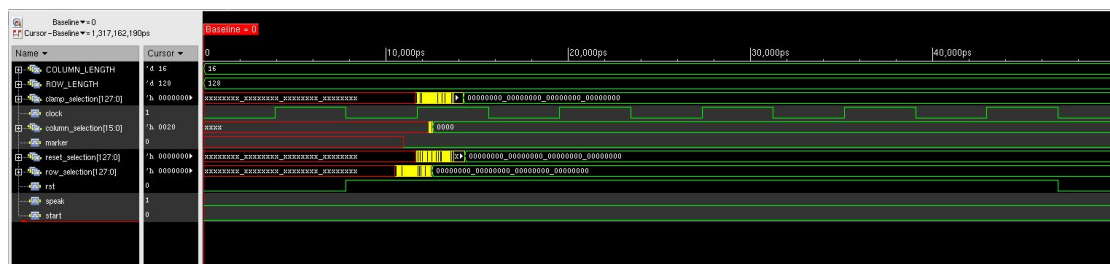 Baseline ▼= 0
Cursor-Baseline ▼= 1,317,162,190ps
Baseline = 0
Name ▼ Cursor ▼ 0 10,000ps 20,000ps 30,000ps 40,000ps
COLUMN_LENGTH 'd 16 16
ROW_LENGTH 'd 128 128
clamp_selection[127:0] 'h 0000000 xxxxxxxx_xxxxxxxx_xxxxxxxx_xxxxxxxx 00000000_00000000_00000000_00000000
clock 1
column_selection[15:0] 'h 0020 xxxx 0000
marker 0
reset_selection[127:0] 'h 0000000 xxxxxxxx_xxxxxxxx_xxxxxxxx_xxxxxxxx x 00000000_00000000_00000000_00000000
row_selection[127:0] 'h 0000000 xxxxxxxx_xxxxxxxx_xxxxxxxx_xxxxxxxx 00000000_00000000_00000000_00000000
rst 0
speak 1
start 0